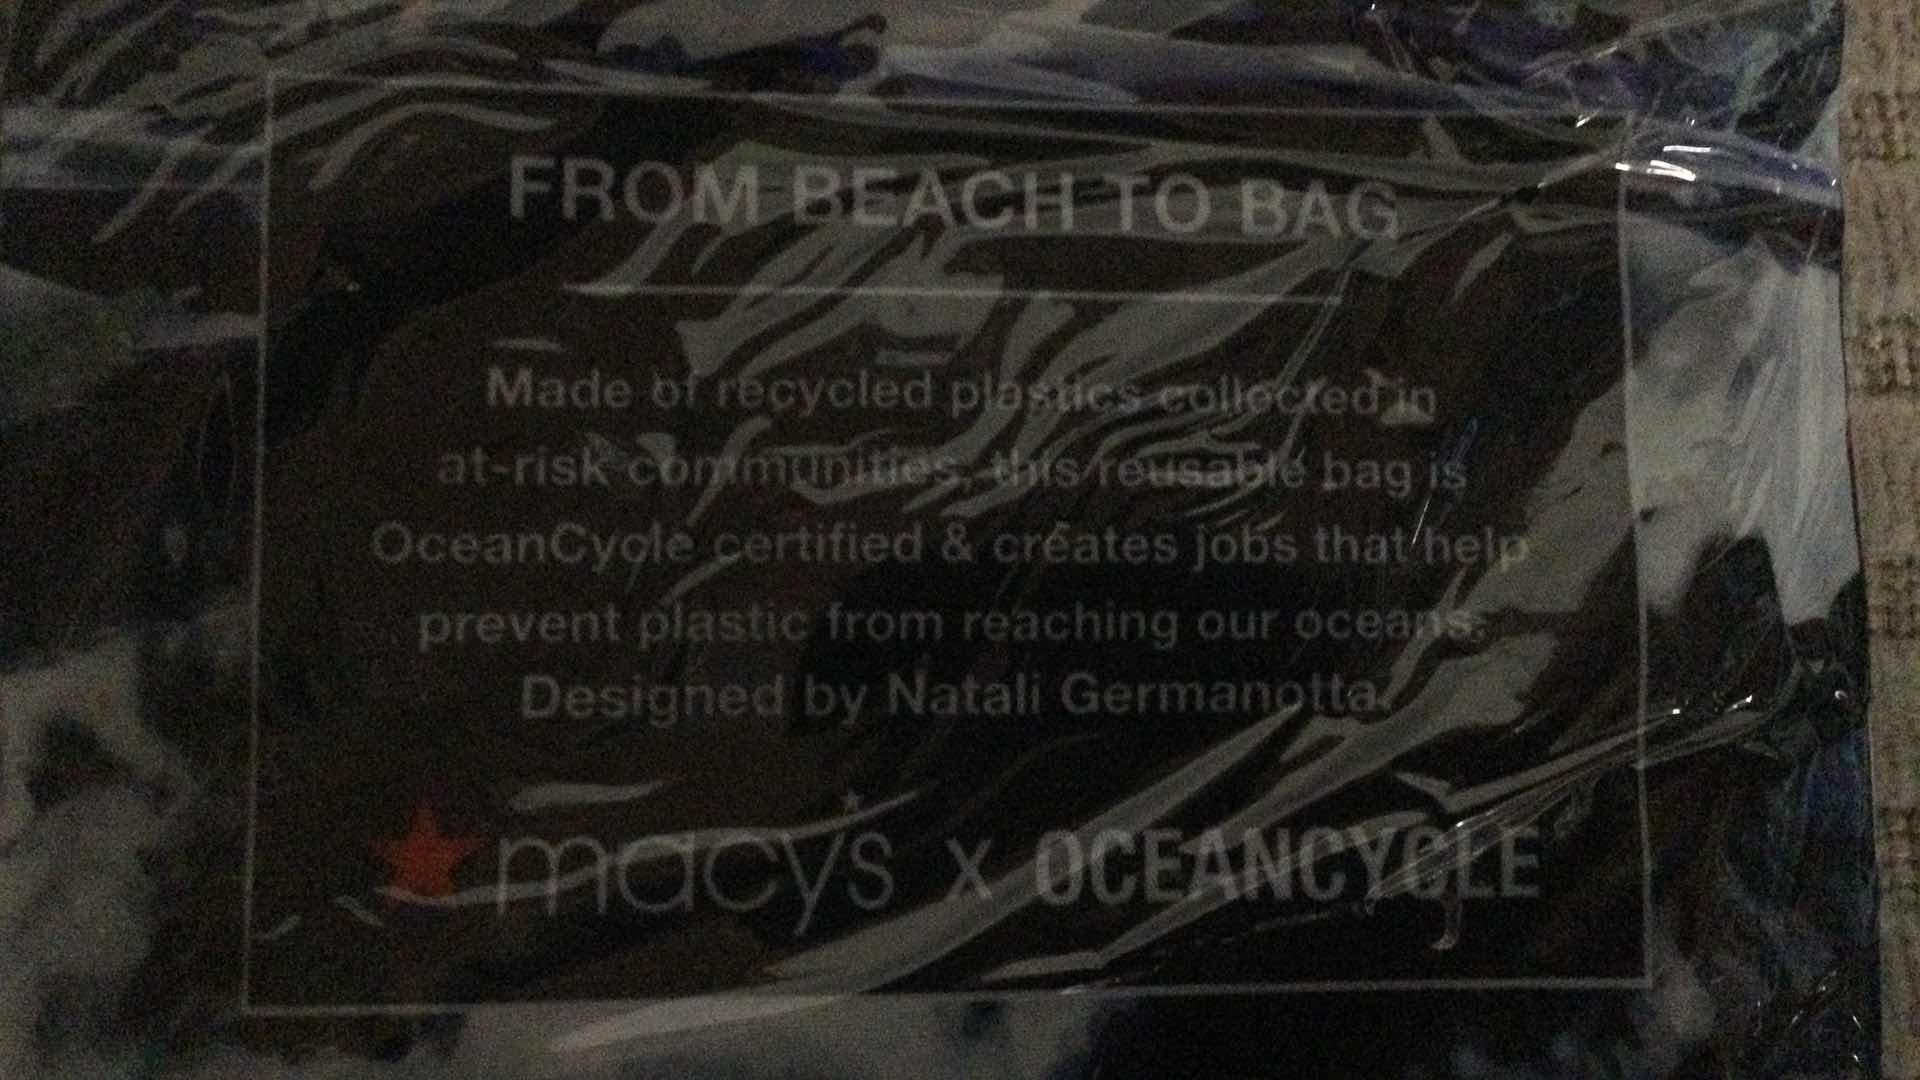 FROM BEACH TO BAG
Made of recycled plastics collected in
at-risk communities, this reusable bag is
OceanCycle certified & creates jobs that help
prevent plastic from reaching our oceans.
Designed by Natali Germanotta.
macy's x OCEANCYCLE